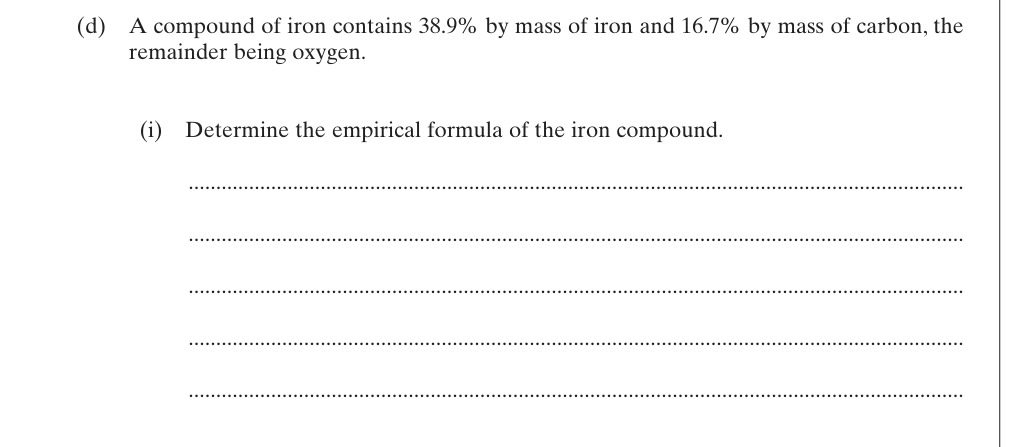 (d) A compound of iron contains 38.9% by mass of iron and 16.7% by mass of carbon, the
remainder being oxygen.
(i) Determine the empirical formula of the iron compound.